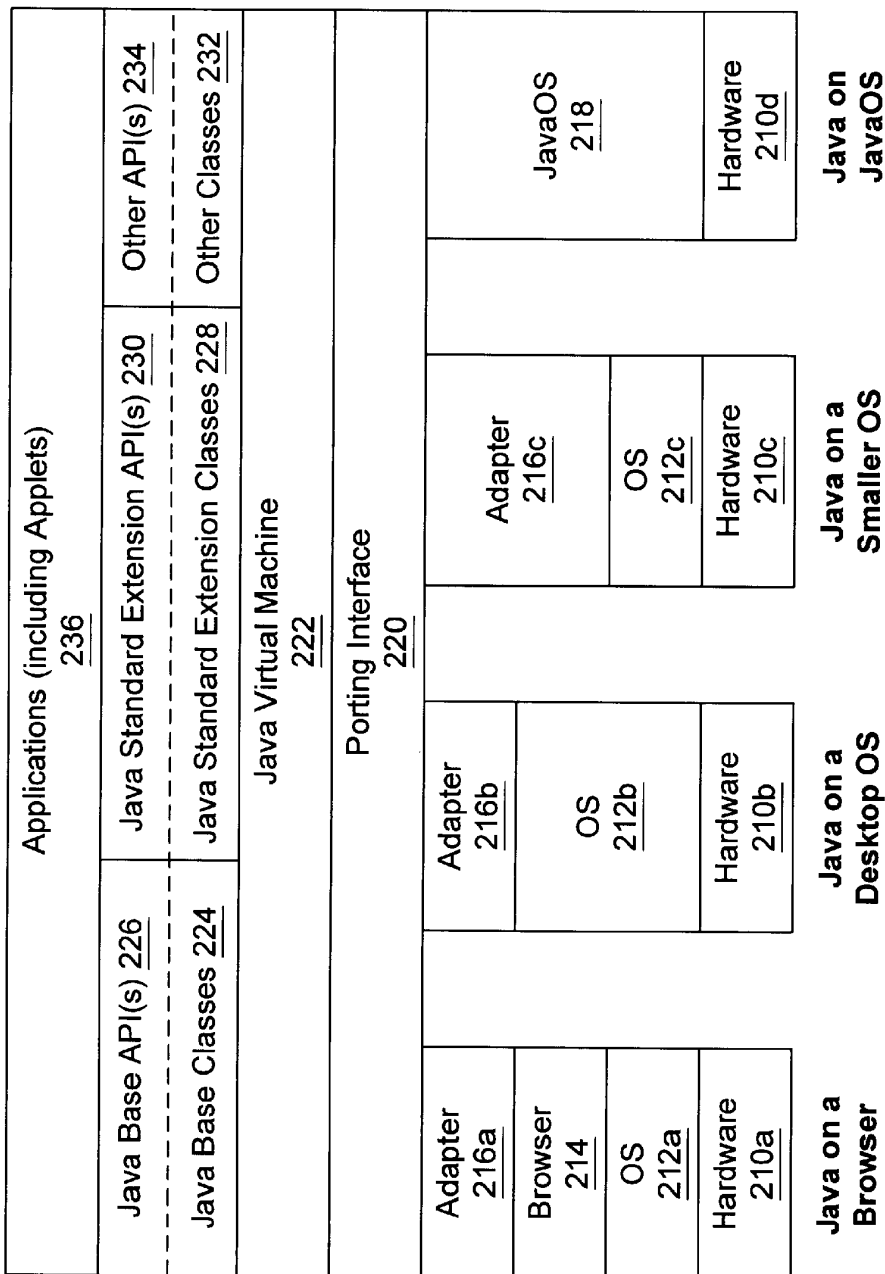 Applications (including Applets)
236
Java Base API(s) 226
Java Standard Extension API(s) 230
Other API(s) 234
Java Base Classes 224
Java Standard Extension Classes 228
Other Classes 232
Java Virtual Machine
222
Porting Interface
220
Adapter
216a
Browser
214
OS
212a
Hardware
210a
Java on a
Browser
Adapter
216b
OS
212b
Hardware
210b
Java on a
Desktop OS
Adapter
216c
OS
212c
Hardware
210c
Java on a
Smaller OS
JavaOS
218
Hardware
210d
Java on
JavaOS